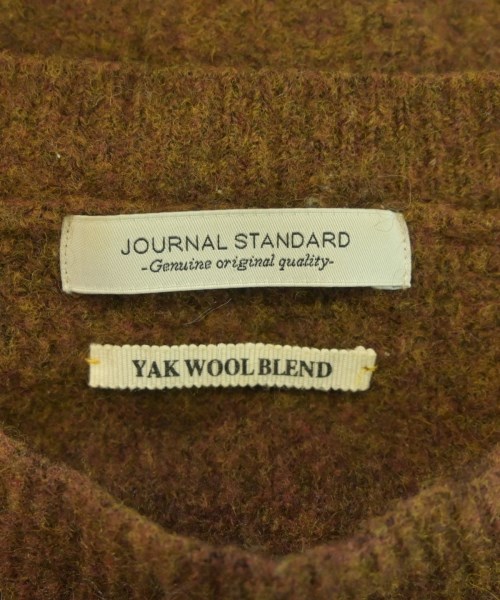 JOURNAL STANDARD
-Genuine original quality-
YAK WOOL BLEND